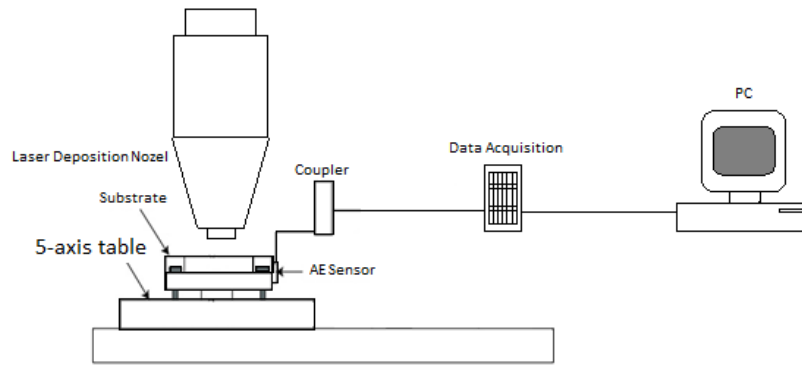 PC
Data Acquisition
Laser Deposition Nozel
Coupler
Substrate
5-axis table
AE Sensor